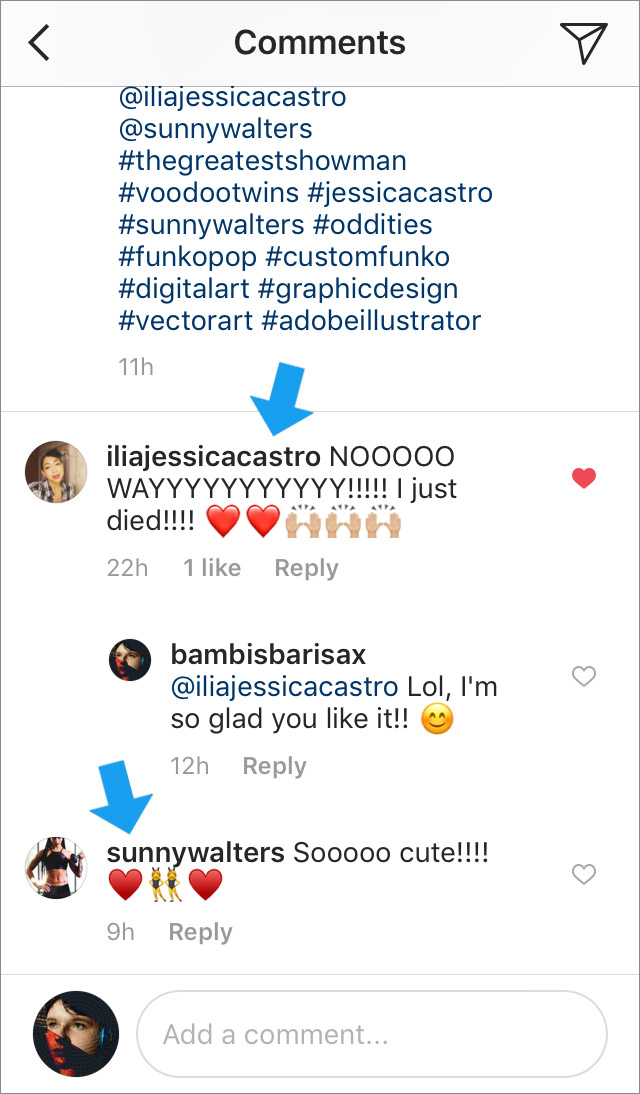 Comments
@iliajessicacastro
@sunnywalters
#thegreatestshowman
#voodootwins #jessicacastro
#sunnywalters #oddities
#funkopop #customfunko
#digitalart #graphicdesign
#vectorart #adobeillustrator
11h
iliajessicacastro NOOOOO
WAYYYYYYYYYYY!!!!! I just
died!!!! ❤️❤️🙌🏼🙌🏼🙌🏼
22h 1 like Reply
bambisbarisax
@iliajessicacastro Lol, I'm
so glad you like it!! 😊
12h Reply
sunnywalters Sooooo cute!!!!
♥️👯♥️
9h Reply
Add a comment...